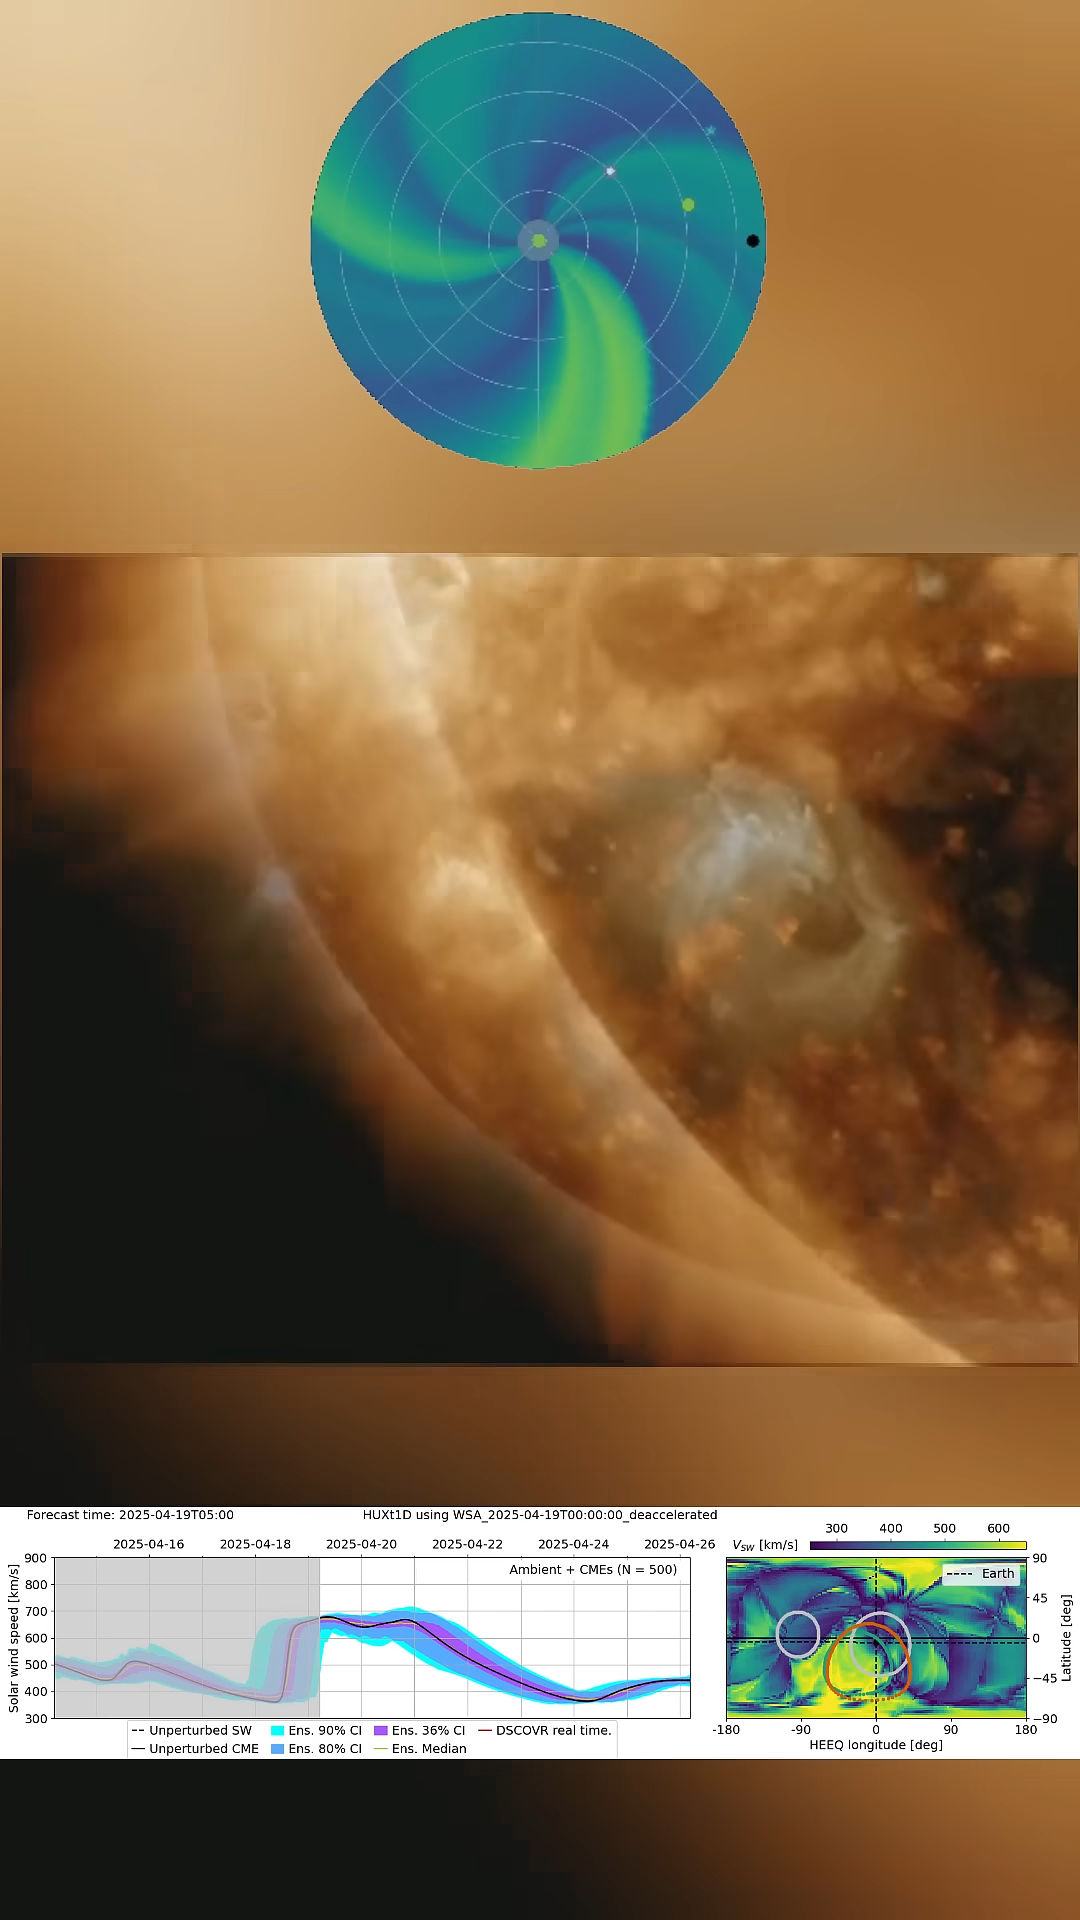 Forecast time: 2025-04-19T05:00
HUXt1D using WSA_2025-04-19T00:00:00_deaccelerated
2025-04-16 2025-04-18 2025-04-20 2025-04-22 2025-04-24 2025-04-26
Solar wind speed [km/s]
900
800
700
600
500
400
300
Ambient + CMEs (N = 500)
Unperturbed SW
Unperturbed CME
Ens. 90% CI
Ens. 80% CI
Ens. 36% CI
Ens. Median
DSCOVR real time.
300 400 500 600
VSW [km/s]
Earth
90
45
0
−45
−90
Latitude [deg]
-180 -90 0 90 180
HEEQ longitude [deg]